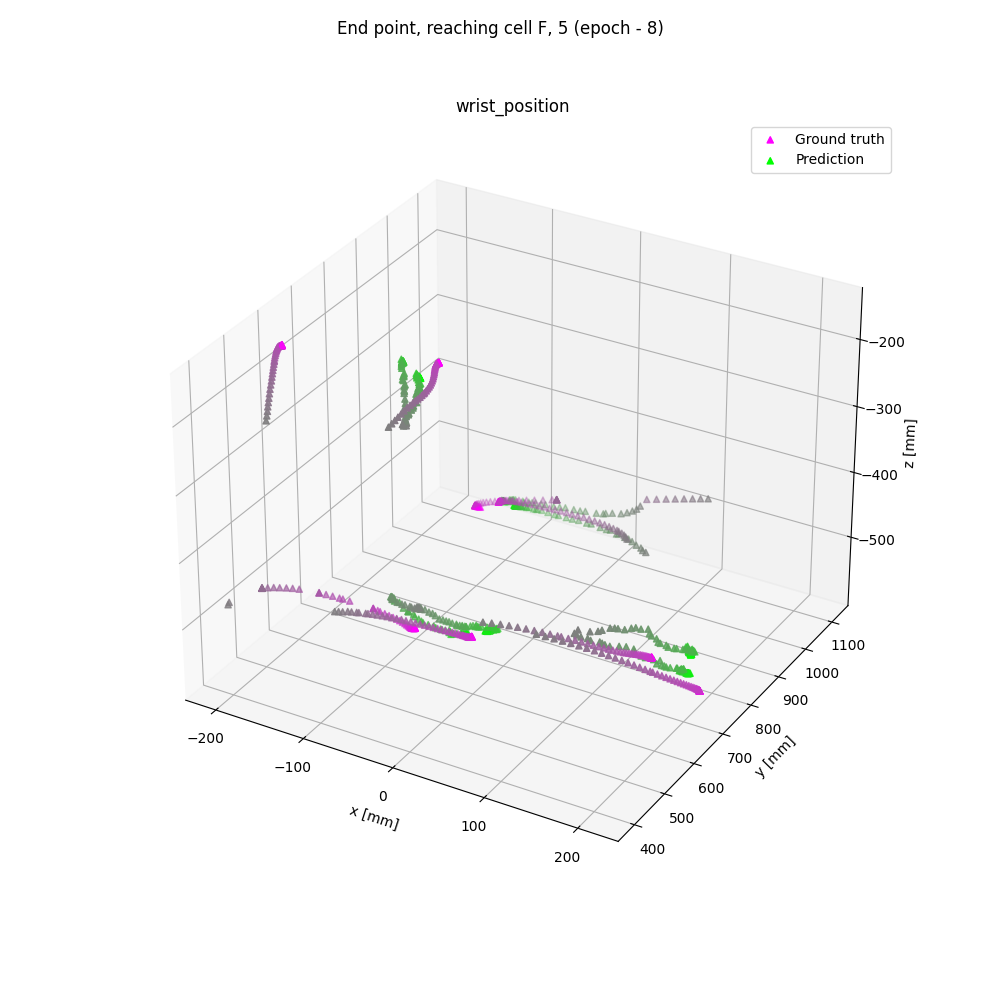 End point, reaching cell F, 5 (epoch - 8)
wrist_position
Ground truth
Prediction
−200
−300
−400
−500
z [mm]
1100
1000
900
800
700
600
500
400
y [mm]
−200
−100
0
100
200
x [mm]